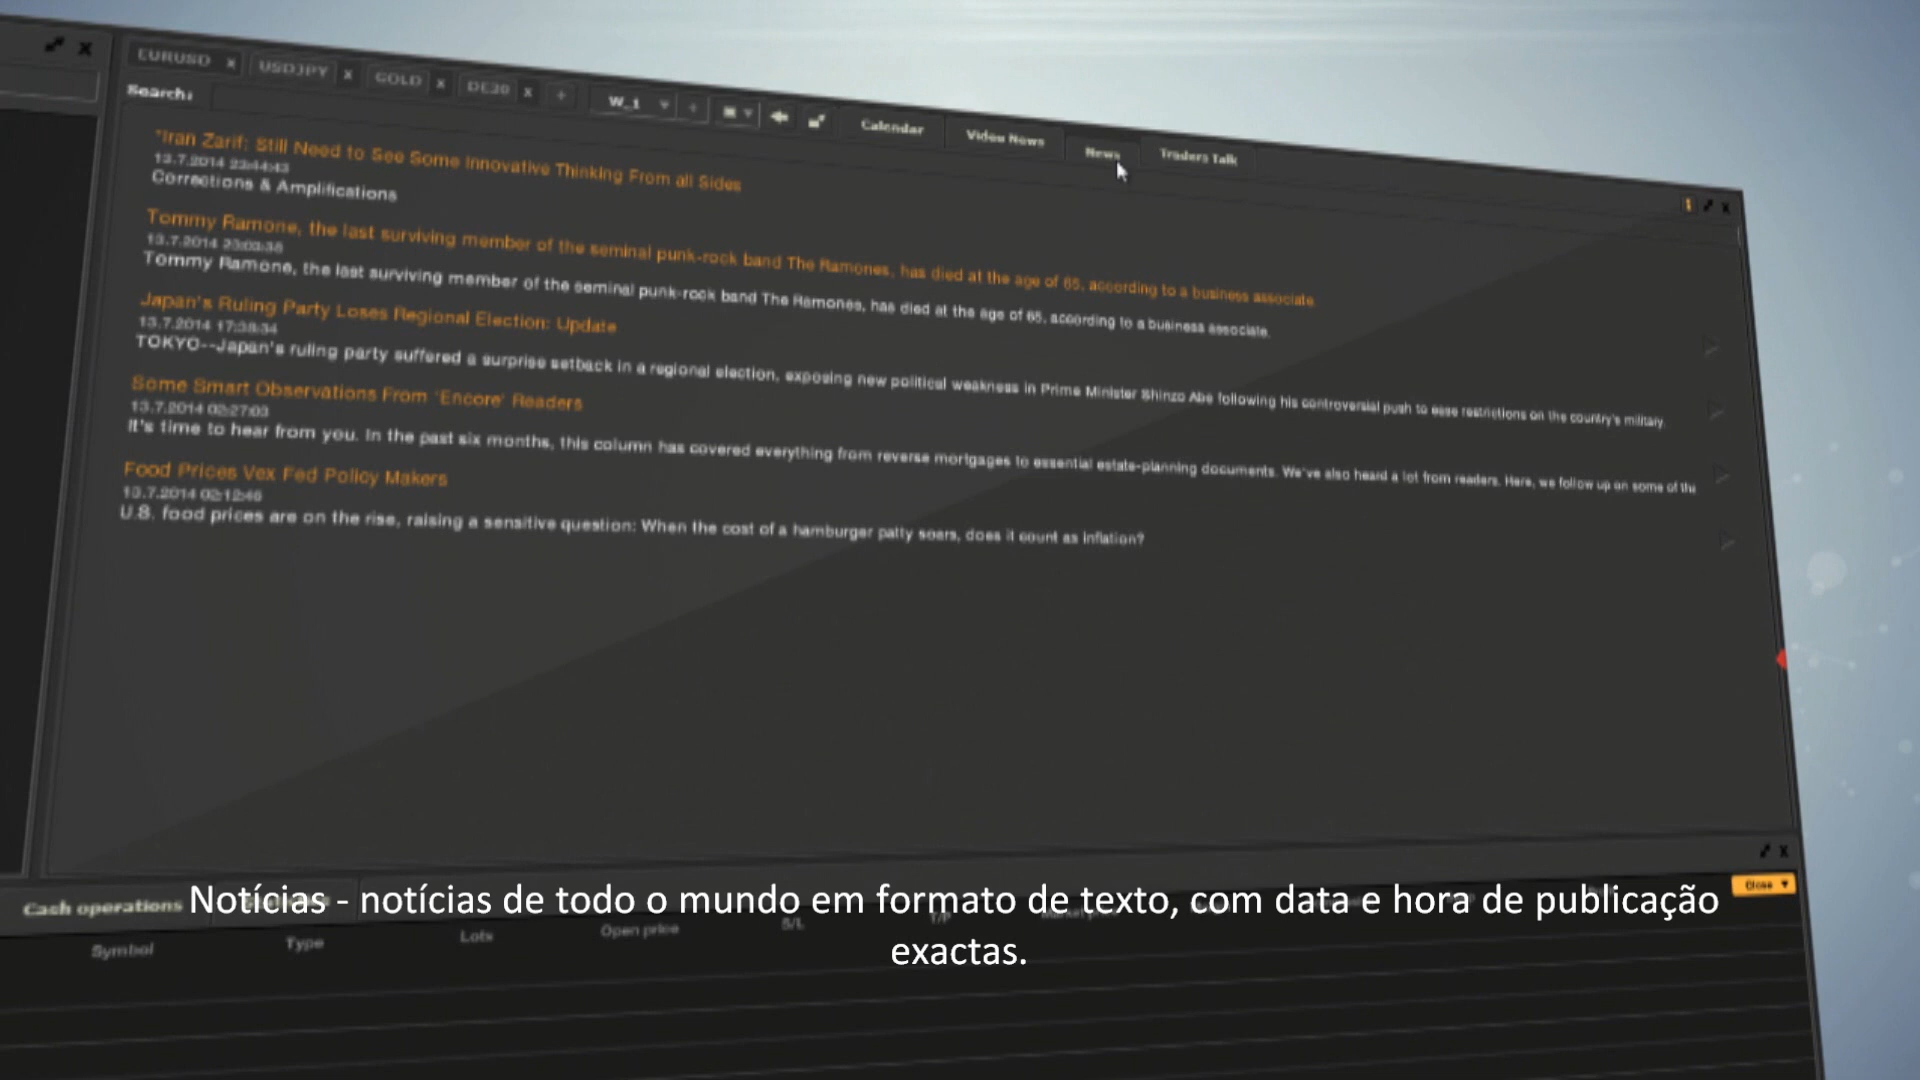 EURUSD x USDJPY x GOLD x DE30 x + W_1
Calendar Video News News Traders Talk
Search:
"Iran Zarif: Still Need to See Some Innovative Thinking From all Sides
13.7.2014 23:44:43
Corrections & Amplifications
Tommy Ramone, the last surviving member of the seminal punk-rock band The Ramones, has died at the age of 65, according to a business associate
13.7.2014 23:03:38
Tommy Ramone, the last surviving member of the seminal punk-rock band The Ramones, has died at the age of 65, according to a business associate.
Japan's Ruling Party Loses Regional Election: Update
13.7.2014 17:38:34
TOKYO--Japan's ruling party suffered a surprise setback in a regional election, exposing new political weakness in Prime Minister Shinzo Abe following his controversial push to ease restrictions on the country's military.
Some Smart Observations From 'Encore' Readers
13.7.2014 02:27:03
It's time to hear from you. In the past six months, this column has covered everything from reverse mortgages to essential estate-planning documents. We've also heard a lot from readers. Here, we follow up on some of the
Food Prices Vex Fed Policy Makers
13.7.2014 02:12:46
U.S. food prices are on the rise, raising a sensitive question: When the cost of a hamburger patty soars, does it count as inflation?
Cash operations
Close
Symbol Type Lots Open price S/L T/P
Notícias - notícias de todo o mundo em formato de texto, com data e hora de publicação
exactas.